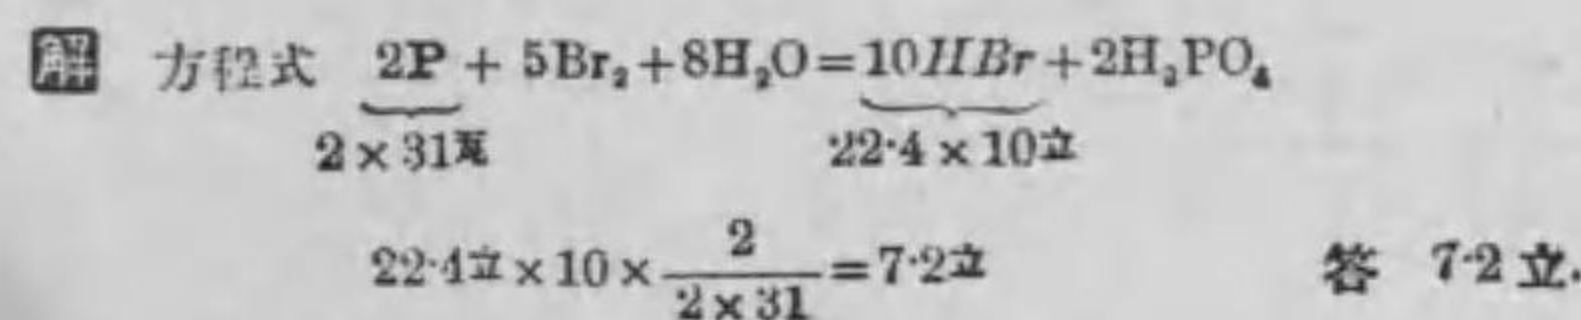 解 方程式 2P + 5Br₂ + 8H₂O = 10HBr + 2H₃PO₄
2 × 31瓦 22·4 × 10立
22·4立 × 10 × 2/(2 × 31) = 7·2立 答 7·2立.